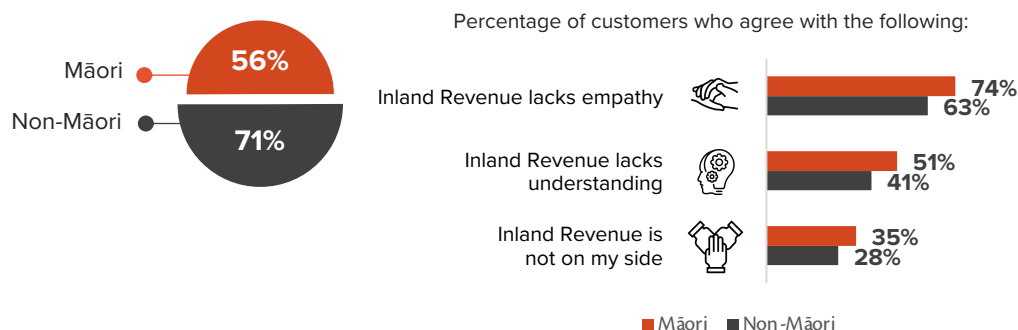 Māori
56%
Non-Māori
71%
Percentage of customers who agree with the following:
Inland Revenue lacks empathy
74%
63%
Inland Revenue lacks
understanding
51%
41%
Inland Revenue is
not on my side
35%
28%
Māori
Non-Māori